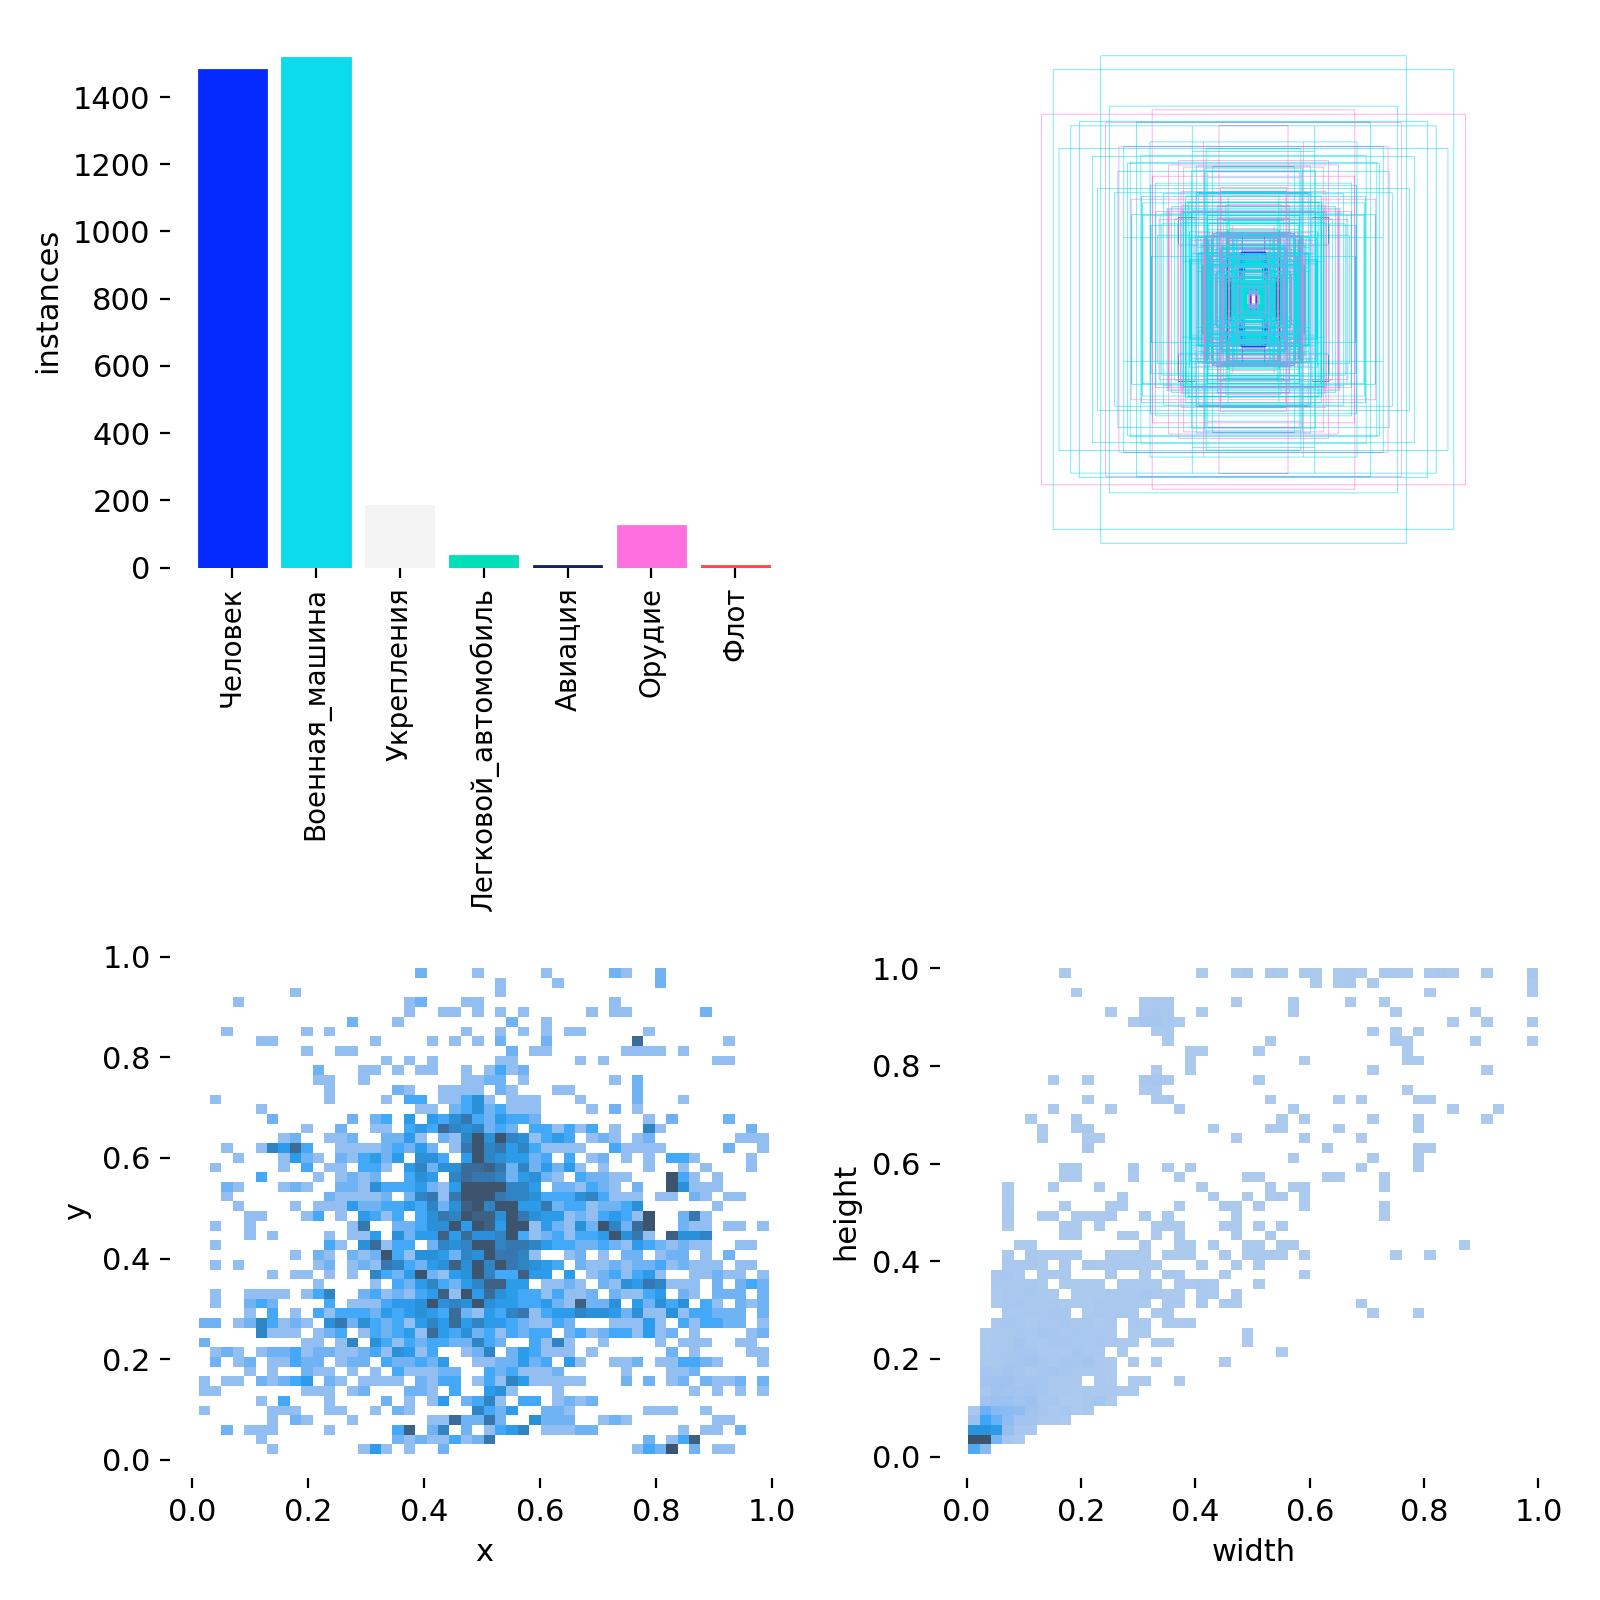 instances
1400
1200
1000
800
600
400
200
0
Человек
Военная_машина
Укрепления
Легковой_автомобиль
Авиация
Орудие
Флот
y
1.0
0.8
0.6
0.4
0.2
0.0
0.0 0.2 0.4 0.6 0.8 1.0
x
height
1.0
0.8
0.6
0.4
0.2
0.0
0.0 0.2 0.4 0.6 0.8 1.0
width